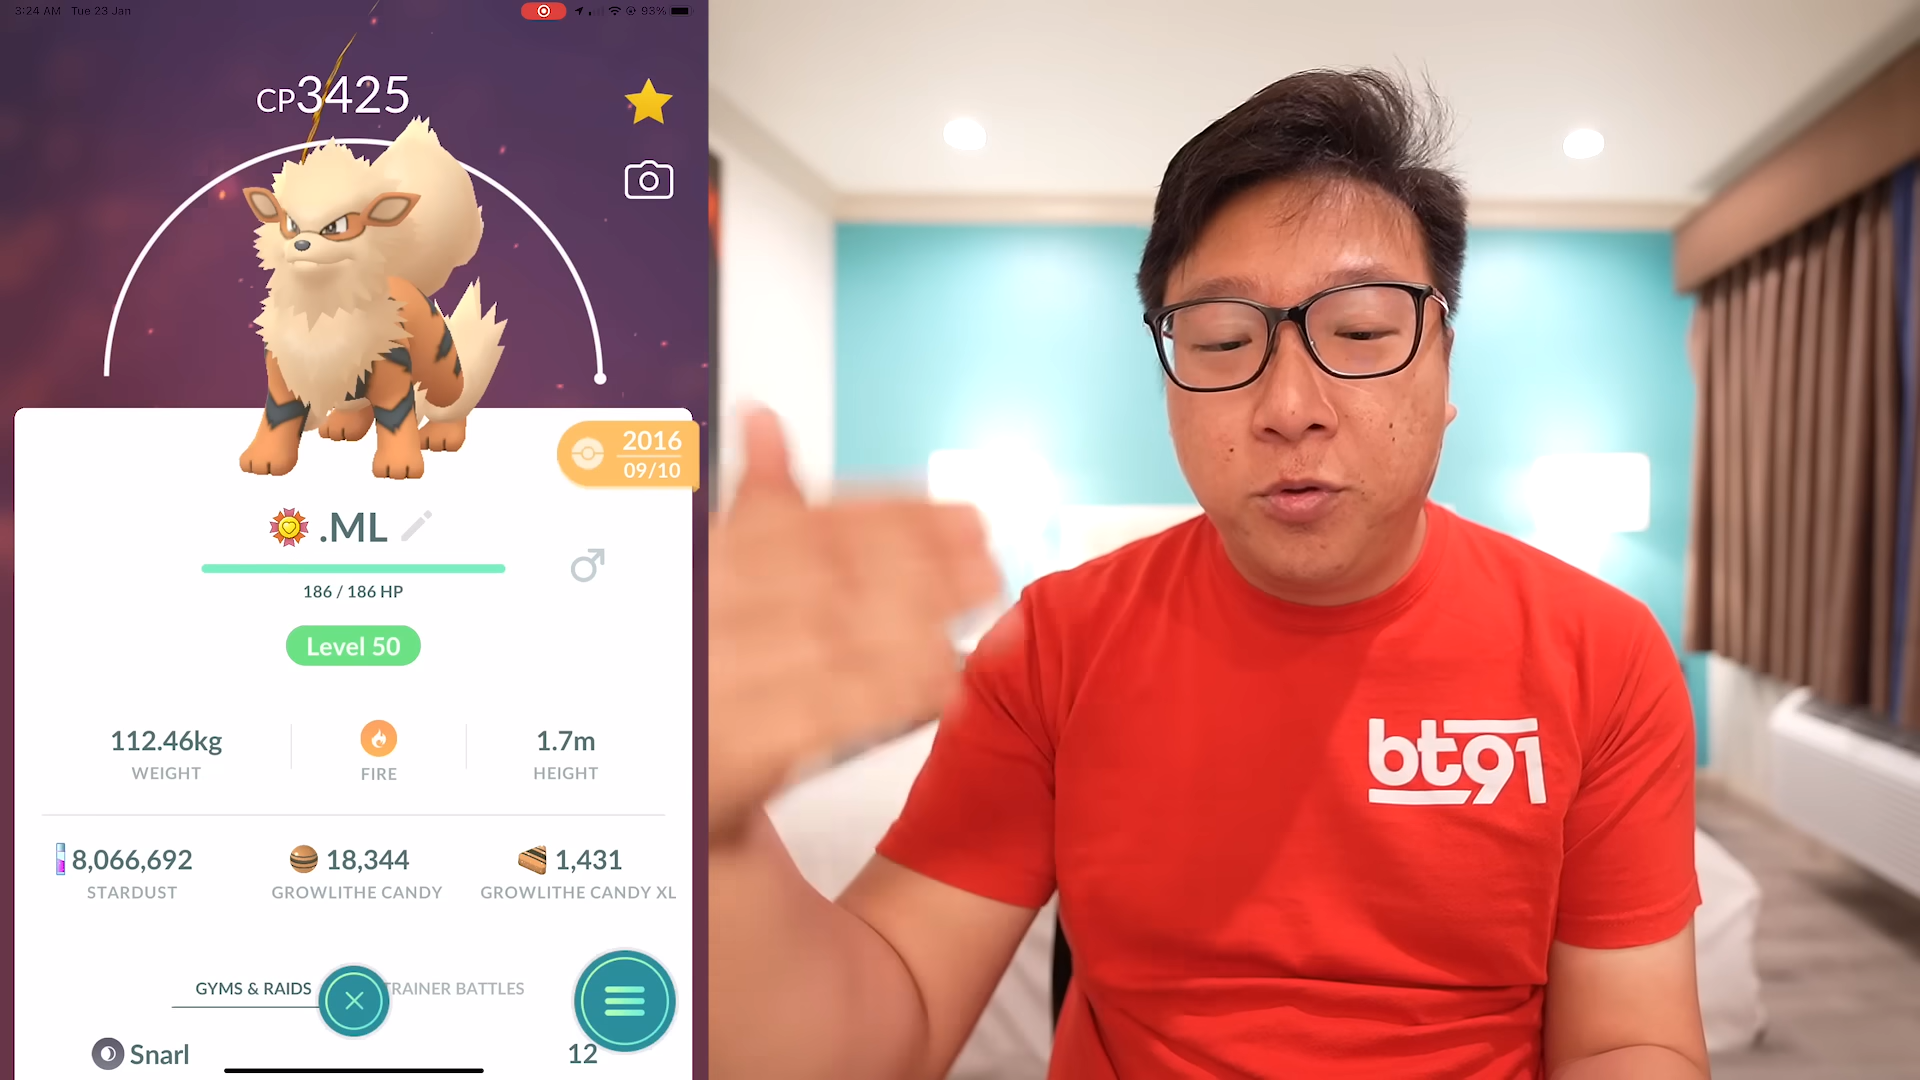 3:24 AM Tue 23 Jan
93%
CP3425
2016
09/10
.ML
186 / 186 HP
Level 50
112.46kg
WEIGHT
FIRE
1.7m
HEIGHT
8,066,692
STARDUST
18,344
GROWLITHE CANDY
1,431
GROWLITHE CANDY XL
GYMS & RAIDS
TRAINER BATTLES
Snarl
12
bt91